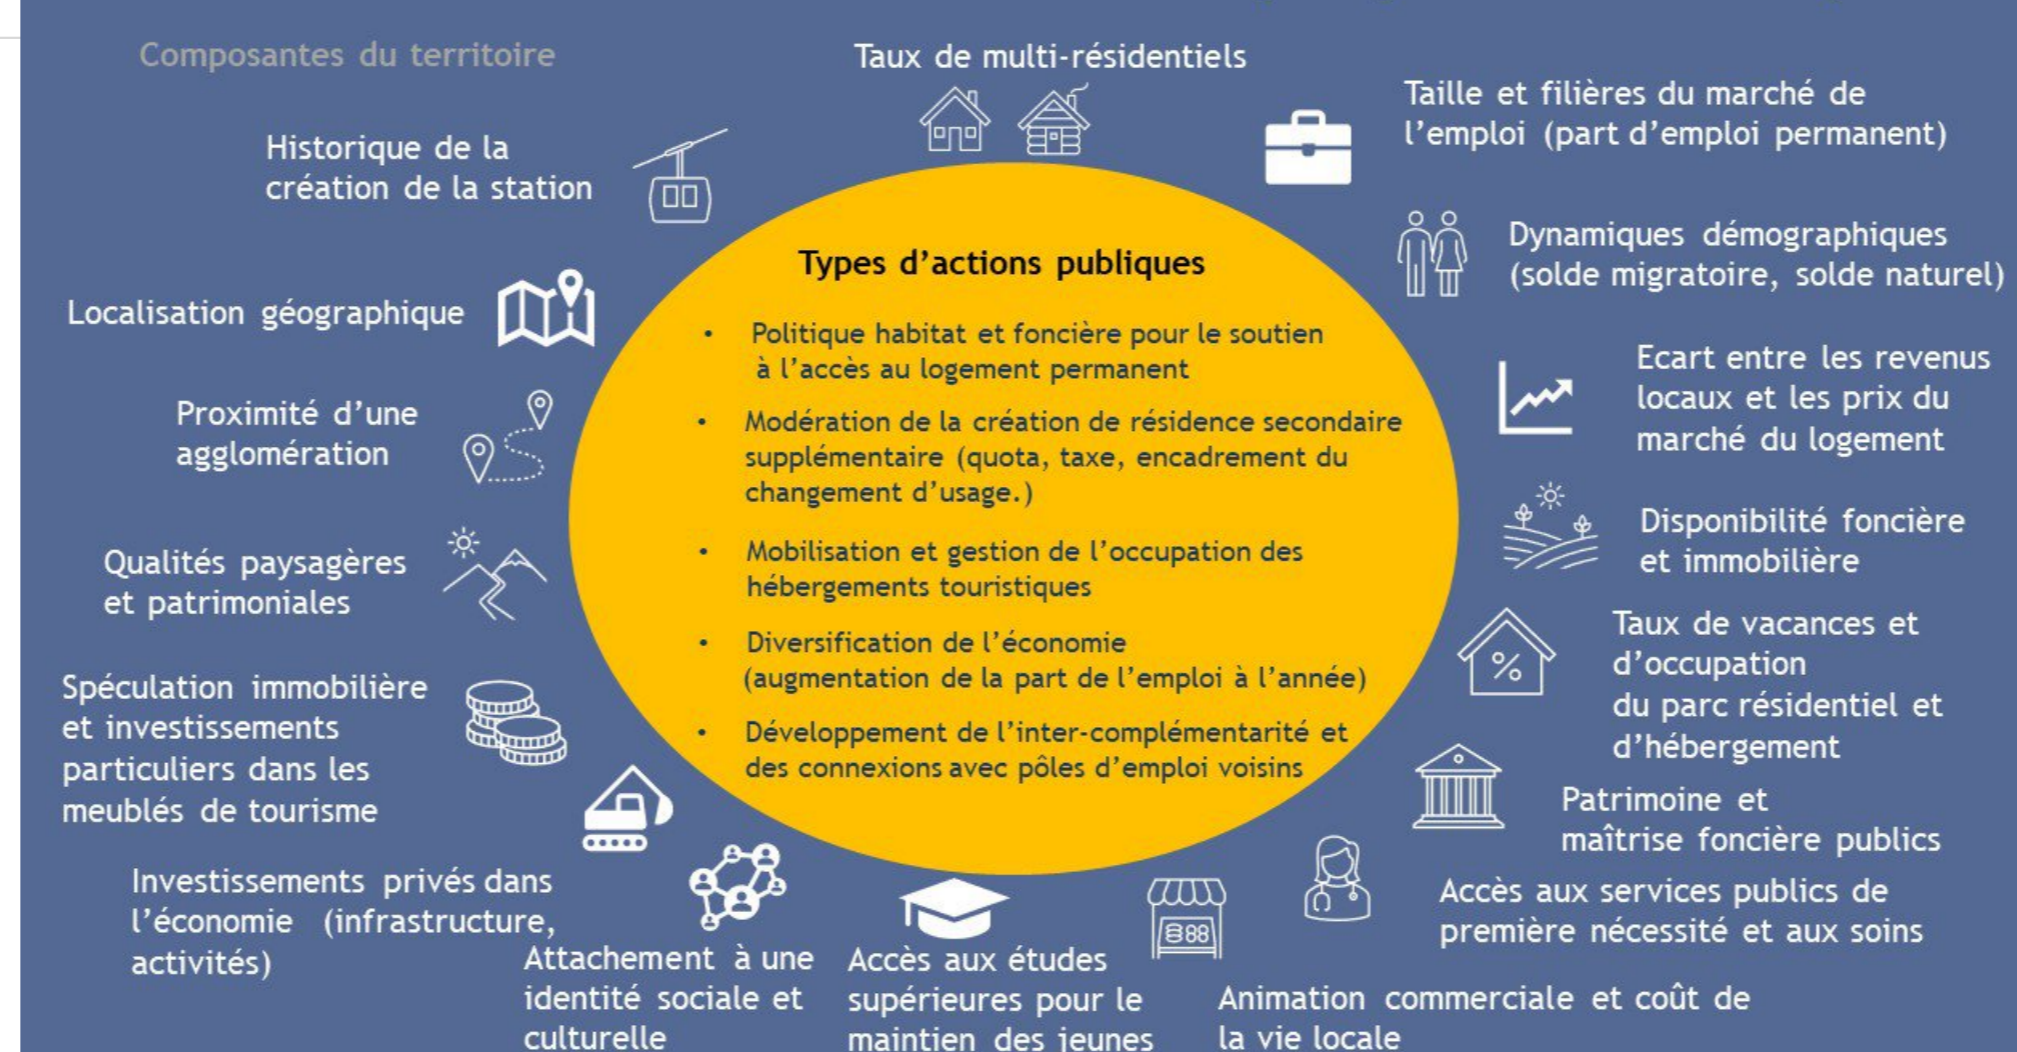 Composantes du territoire
Taux de multi-résidentiels
Taille et filières du marché de
l'emploi (part d'emploi permanent)
Historique de la
création de la station
Dynamiques démographiques
(solde migratoire, solde naturel)
Localisation géographique
Ecart entre les revenus
locaux et les prix du
marché du logement
Proximité d'une
agglomération
Disponibilité foncière
et immobilière
Qualités paysagères
et patrimoniales
Taux de vacances et
d'occupation
du parc résidentiel et
d'hébergement
Spéculation immobilière
et investissements
particuliers dans les
meublés de tourisme
Patrimoine et
maîtrise foncière publics
Investissements privés dans
l'économie (infrastructure,
activités)
Accès aux services publics de
première nécessité et aux soins
Attachement à une
identité sociale et
culturelle
Accès aux études
supérieures pour le
maintien des jeunes
Animation commerciale et coût de
la vie locale
Types d'actions publiques
• Politique habitat et foncière pour le soutien
à l'accès au logement permanent
• Modération de la création de résidence secondaire
supplémentaire (quota, taxe, encadrement du
changement d'usage.)
• Mobilisation et gestion de l'occupation des
hébergements touristiques
• Diversification de l'économie
(augmentation de la part de l'emploi à l'année)
• Développement de l'inter-complémentarité et
des connexions avec pôles d'emploi voisins